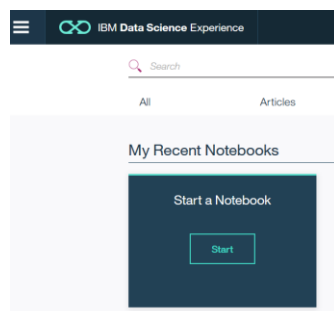 IBM Data Science Experience
Search
All Articles
My Recent Notebooks
Start a Notebook
Start